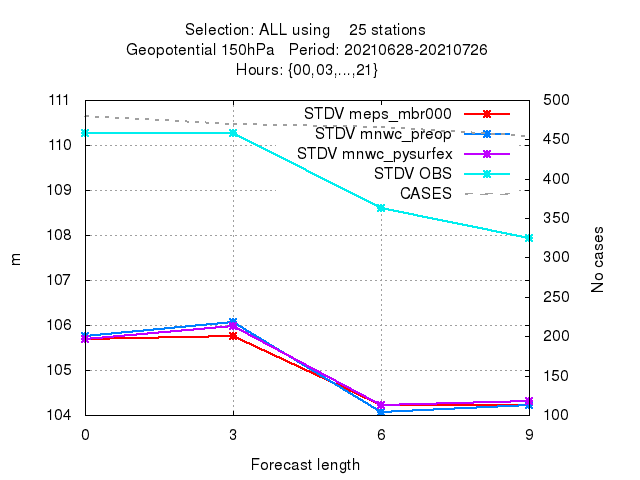 Selection: ALL using    25 stations
Geopotential 150hPa   Period: 20210628-20210726
Hours: {00,03,...,21}
111 500
STDV meps_mbr000
STDV mnwc_preop
110 450
STDV mnwc_pysurfex
STDV OBS
400
109 CASES
350
108
m No cases
300
107 250
106 200
105 150
104 100
0 3 6 9
Forecast length